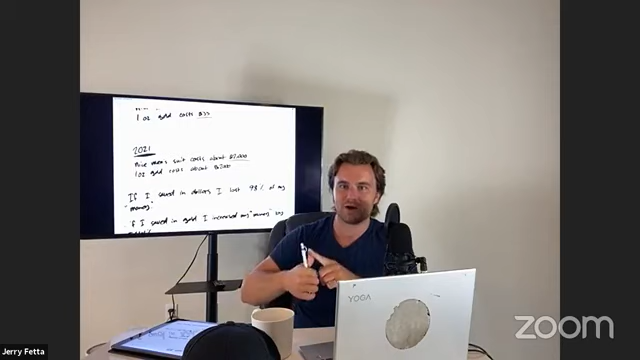 1 oz gold costs $35
2021
Nice men's suit costs about $2,000
1 oz gold costs about $2000
If I saved in dollars I lost 98% of my
"money"
if I saved in gold I increased my "money" by
YOGA
zoom
Jerry Fetta